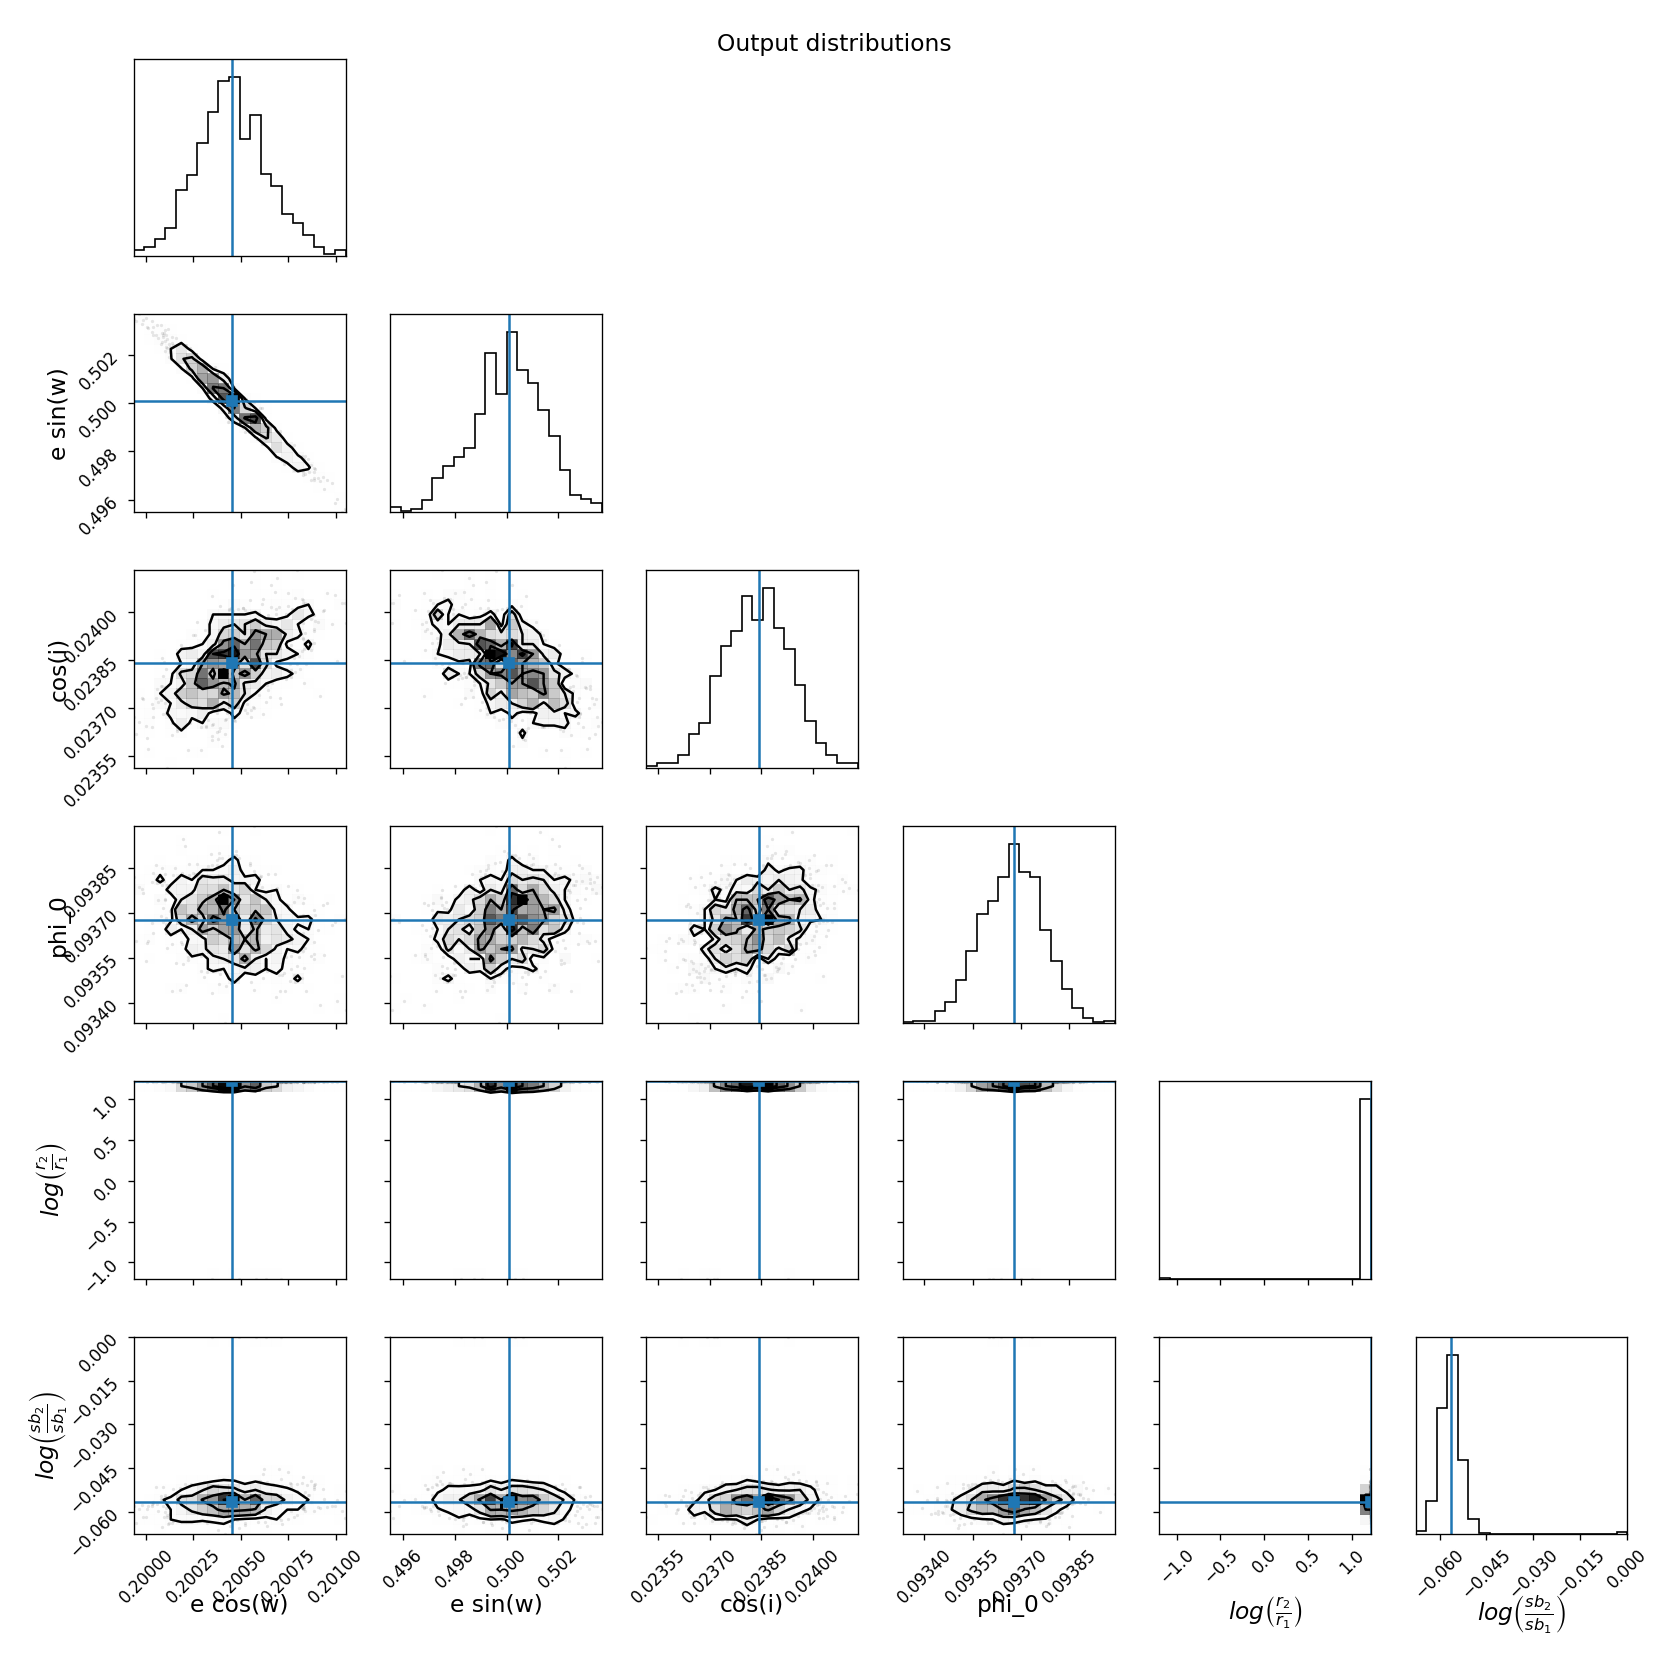 Output distributions
e sin(w)
0.502
0.500
0.498
0.496
cos(i)
0.02400
0.02385
0.02370
0.02355
phi_0
0.09385
0.09370
0.09355
0.09340
log(r2/r1)
1.0
0.5
0.0
−0.5
−1.0
log(sb2/sb1)
0.000
−0.015
−0.030
−0.045
−0.060
0.20000 0.20025 0.20050 0.20075 0.20100
e cos(w)
0.496 0.498 0.500 0.502
e sin(w)
0.02355 0.02370 0.02385 0.02400
cos(i)
0.09340 0.09355 0.09370 0.09385
phi_0
−1.0 −0.5 0.0 0.5 1.0
log(r2/r1)
−0.060 −0.045 −0.030 −0.015 0.000
log(sb2/sb1)